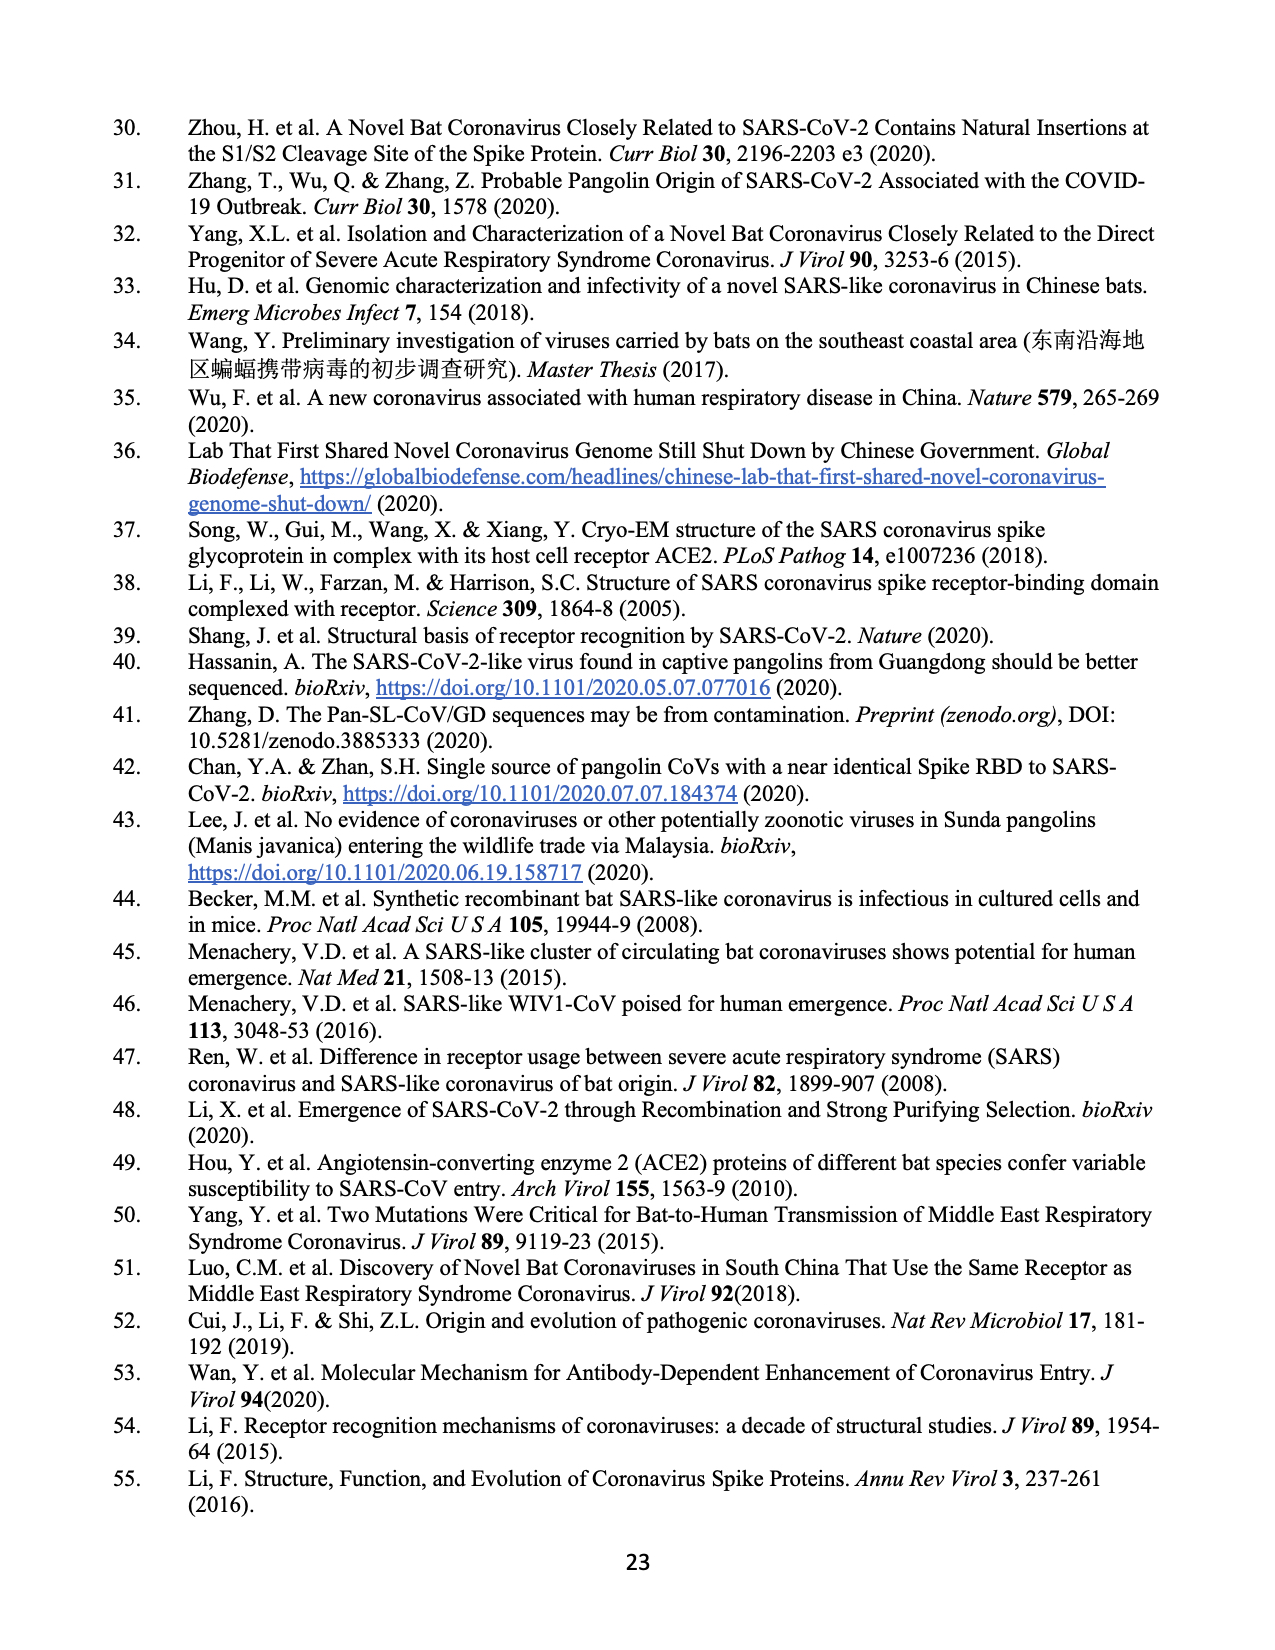 30. Zhou, H. et al. A Novel Bat Coronavirus Closely Related to SARS-CoV-2 Contains Natural Insertions at
the S1/S2 Cleavage Site of the Spike Protein. Curr Biol 30, 2196-2203 e3 (2020).
31. Zhang, T., Wu, Q. & Zhang, Z. Probable Pangolin Origin of SARS-CoV-2 Associated with the COVID-
19 Outbreak. Curr Biol 30, 1578 (2020).
32. Yang, X.L. et al. Isolation and Characterization of a Novel Bat Coronavirus Closely Related to the Direct
Progenitor of Severe Acute Respiratory Syndrome Coronavirus. J Virol 90, 3253-6 (2015).
33. Hu, D. et al. Genomic characterization and infectivity of a novel SARS-like coronavirus in Chinese bats.
Emerg Microbes Infect 7, 154 (2018).
34. Wang, Y. Preliminary investigation of viruses carried by bats on the southeast coastal area (东南沿海地
区蝙蝠携带病毒的初步调查研究). Master Thesis (2017).
35. Wu, F. et al. A new coronavirus associated with human respiratory disease in China. Nature 579, 265-269
(2020).
36. Lab That First Shared Novel Coronavirus Genome Still Shut Down by Chinese Government. Global
Biodefense, https://globalbiodefense.com/headlines/chinese-lab-that-first-shared-novel-coronavirus-
genome-shut-down/ (2020).
37. Song, W., Gui, M., Wang, X. & Xiang, Y. Cryo-EM structure of the SARS coronavirus spike
glycoprotein in complex with its host cell receptor ACE2. PLoS Pathog 14, e1007236 (2018).
38. Li, F., Li, W., Farzan, M. & Harrison, S.C. Structure of SARS coronavirus spike receptor-binding domain
complexed with receptor. Science 309, 1864-8 (2005).
39. Shang, J. et al. Structural basis of receptor recognition by SARS-CoV-2. Nature (2020).
40. Hassanin, A. The SARS-CoV-2-like virus found in captive pangolins from Guangdong should be better
sequenced. bioRxiv, https://doi.org/10.1101/2020.05.07.077016 (2020).
41. Zhang, D. The Pan-SL-CoV/GD sequences may be from contamination. Preprint (zenodo.org), DOI:
10.5281/zenodo.3885333 (2020).
42. Chan, Y.A. & Zhan, S.H. Single source of pangolin CoVs with a near identical Spike RBD to SARS-
CoV-2. bioRxiv, https://doi.org/10.1101/2020.07.07.184374 (2020).
43. Lee, J. et al. No evidence of coronaviruses or other potentially zoonotic viruses in Sunda pangolins
(Manis javanica) entering the wildlife trade via Malaysia. bioRxiv,
https://doi.org/10.1101/2020.06.19.158717 (2020).
44. Becker, M.M. et al. Synthetic recombinant bat SARS-like coronavirus is infectious in cultured cells and
in mice. Proc Natl Acad Sci U S A 105, 19944-9 (2008).
45. Menachery, V.D. et al. A SARS-like cluster of circulating bat coronaviruses shows potential for human
emergence. Nat Med 21, 1508-13 (2015).
46. Menachery, V.D. et al. SARS-like WIV1-CoV poised for human emergence. Proc Natl Acad Sci U S A
113, 3048-53 (2016).
47. Ren, W. et al. Difference in receptor usage between severe acute respiratory syndrome (SARS)
coronavirus and SARS-like coronavirus of bat origin. J Virol 82, 1899-907 (2008).
48. Li, X. et al. Emergence of SARS-CoV-2 through Recombination and Strong Purifying Selection. bioRxiv
(2020).
49. Hou, Y. et al. Angiotensin-converting enzyme 2 (ACE2) proteins of different bat species confer variable
susceptibility to SARS-CoV entry. Arch Virol 155, 1563-9 (2010).
50. Yang, Y. et al. Two Mutations Were Critical for Bat-to-Human Transmission of Middle East Respiratory
Syndrome Coronavirus. J Virol 89, 9119-23 (2015).
51. Luo, C.M. et al. Discovery of Novel Bat Coronaviruses in South China That Use the Same Receptor as
Middle East Respiratory Syndrome Coronavirus. J Virol 92(2018).
52. Cui, J., Li, F. & Shi, Z.L. Origin and evolution of pathogenic coronaviruses. Nat Rev Microbiol 17, 181-
192 (2019).
53. Wan, Y. et al. Molecular Mechanism for Antibody-Dependent Enhancement of Coronavirus Entry. J
Virol 94(2020).
54. Li, F. Receptor recognition mechanisms of coronaviruses: a decade of structural studies. J Virol 89, 1954-
64 (2015).
55. Li, F. Structure, Function, and Evolution of Coronavirus Spike Proteins. Annu Rev Virol 3, 237-261
(2016).
23